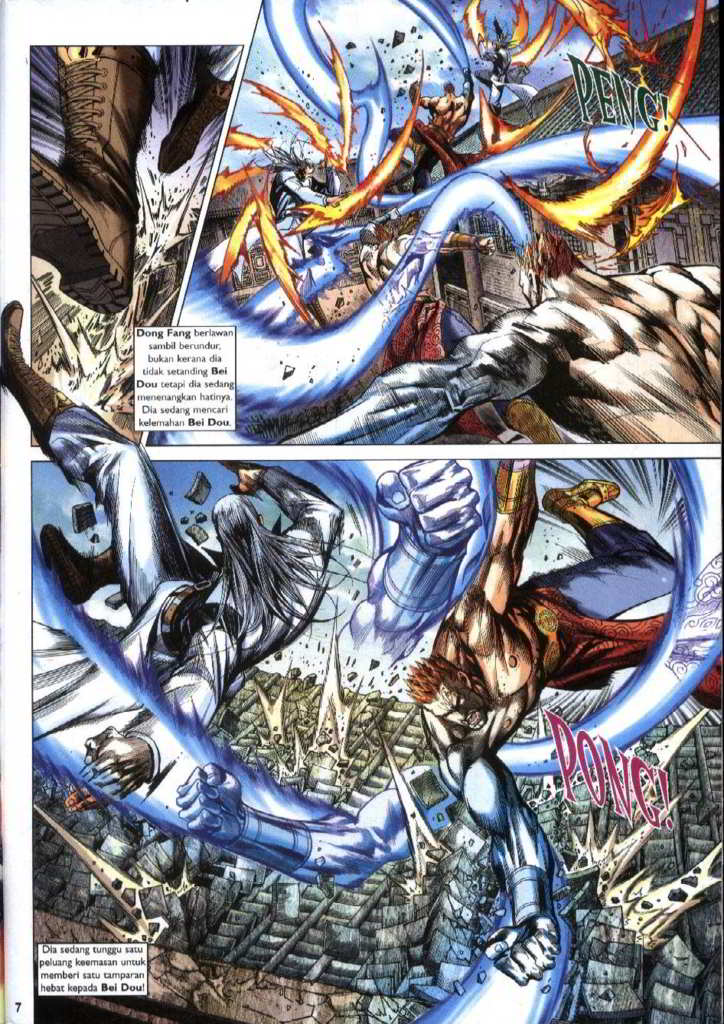 PENG!
Dong Fang berlawan
sambil berundur,
bukan kerana dia
tidak setanding Bei
Dou tetapi dia sedang
menenangkan hatinya.
Dia sedang mencari
kelemahan Bei Dou.
PONG!
Dia sedang tunggu satu
peluang keemasan untuk
memberi satu tamparan
hebat kepada Bei Dou!
7